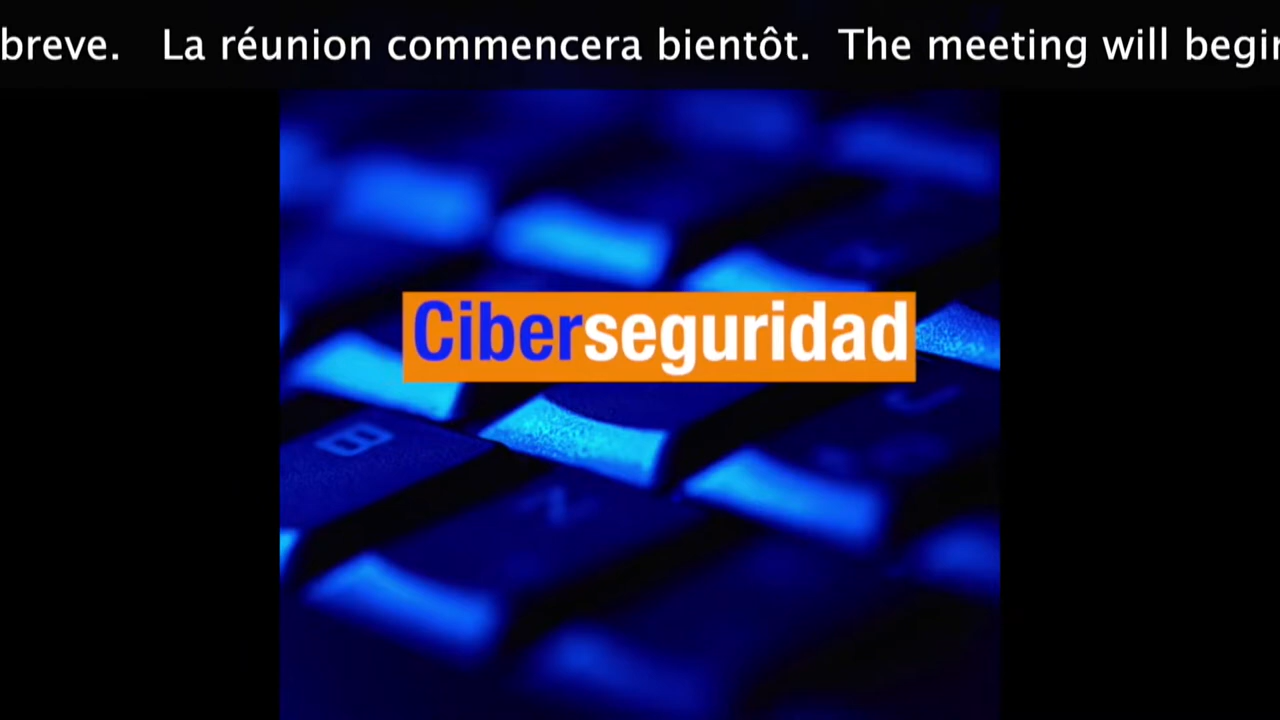 breve. La réunion commencera bientôt. The meeting will begin
Ciberseguridad
B
N
J